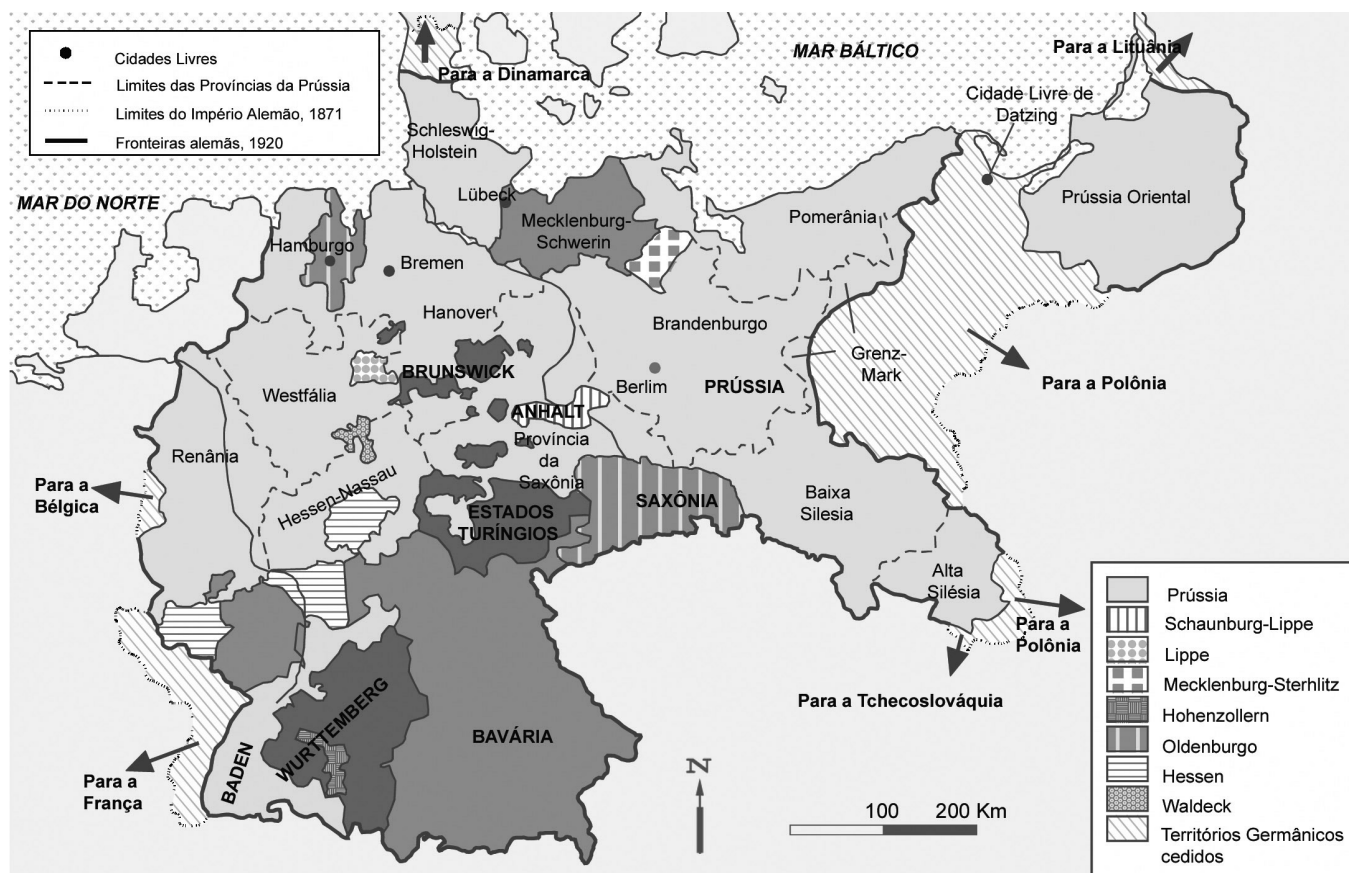 Cidades Livres
Limites das Províncias da Prússia
Limites do Império Alemão, 1871
Fronteiras alemãs, 1920
MAR BÁLTICO
Para a Lituânia
Para a Dinamarca
Cidade Livre de
Datzing
MAR DO NORTE
Schleswig-
Holstein
Lübeck
Mecklenburg-
Schwerin
Pomerânia
Prússia Oriental
Hamburgo
Bremen
Hanover
Brandenburgo
Grenz-
Mark
Para a Polônia
Westfália
BRUNSWICK
Berlim
PRÚSSIA
ANHALT
Renânia
Província
da
Saxônia
Para a
Bélgica
Hessen-Nassau
ESTADOS
TURÍNGIOS
SAXÔNIA
Baixa
Silesia
Alta
Silésia
Para a
Polônia
Para a Tchecoslováquia
WURTTEMBERG
BAVÁRIA
BADEN
Para a
França
N
100 200 Km
Prússia
Schaunburg-Lippe
Lippe
Mecklenburg-Sterhlitz
Hohenzollern
Oldenburgo
Hessen
Waldeck
Territórios Germânicos
cedidos